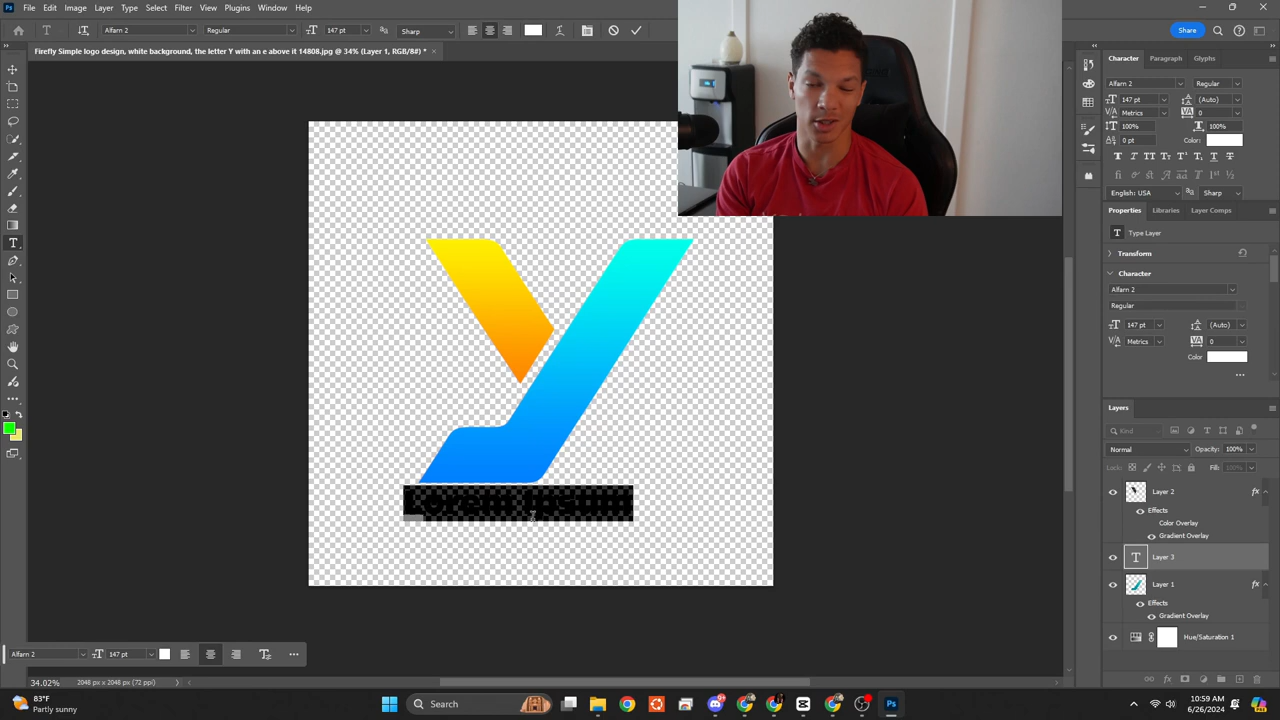 File Edit Image Layer Type Select Filter View Plugins Window Help
Alfarn 2 Regular 147 pt Sharp Share
Firefly Simple logo design, white background, the letter Y with an e above it 14808.jpg @ 34% (Layer 1, RGB/8#) * ×
Character Paragraph Glyphs
Alfarn 2 Regular
147 pt (Auto)
Metrics 0
100% 100%
0 pt Color:
English: USA Sharp
Properties Libraries Layer Comps
Type Layer
Transform
Character
Alfarn 2
Regular
147 pt (Auto)
Metrics 0
Color
Layers
Kind
Normal Opacity: 100%
Lock: Fill: 100%
Layer 2 fx
Effects
Color Overlay
Gradient Overlay
Layer 3
Layer 1 fx
Effects
Gradient Overlay
Hue/Saturation 1
Y
Lorem Ipsum
Alfarn 2 147 pt
34.02% 2048 px x 2048 px (72 ppi)
83°F
Partly sunny
Search
10:59 AM
6/26/2024